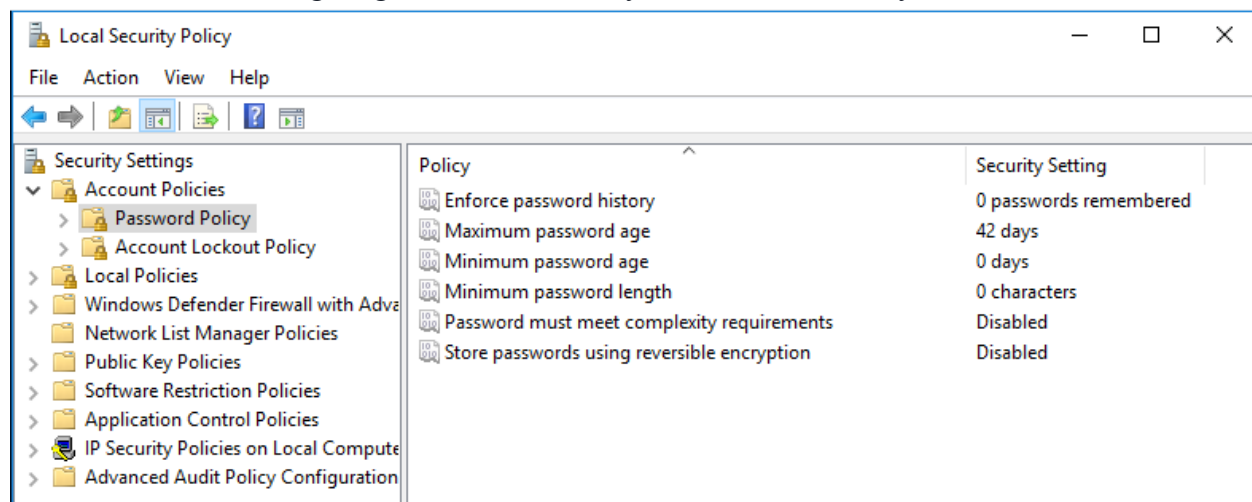 Local Security Policy
File Action View Help
Security Settings
Account Policies
Password Policy
Account Lockout Policy
Local Policies
Windows Defender Firewall with Adva
Network List Manager Policies
Public Key Policies
Software Restriction Policies
Application Control Policies
IP Security Policies on Local Compute
Advanced Audit Policy Configuration
Policy Security Setting
Enforce password history 0 passwords remembered
Maximum password age 42 days
Minimum password age 0 days
Minimum password length 0 characters
Password must meet complexity requirements Disabled
Store passwords using reversible encryption Disabled